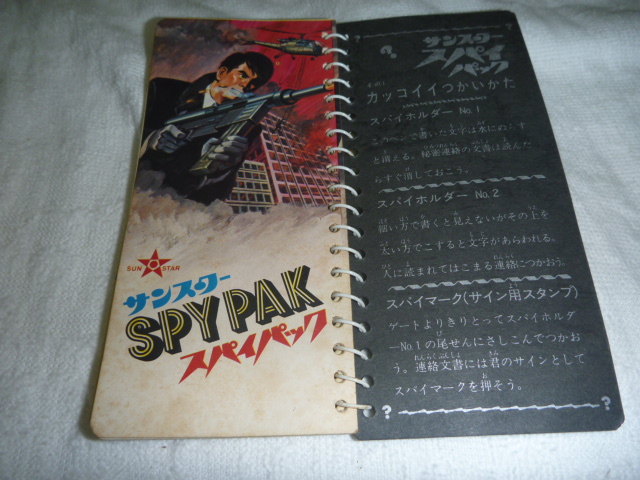 SUN STAR
サンスター
SPY PAK
スパイパック
サンスター
スパイ
パック
その1
カッコイイつかいかた
スパイホルダー No.1
このペンで書いた文字は水にひたす
と消える。秘密連絡の文書は読んだ
らすぐ消しておこう。
スパイホルダー No.2
細い方で書くと見えないがその上を
太い方でこすると文字があらわれる。
人に読まれてはこまる連絡につかおう。
スパイマーク(サイン用スタンプ)
ゲートよりきりとってスパイホルダ
ーNo.1の尾せんにさしこんでつかお
う。連絡文書には君のサインとして
スパイマークを押そう。